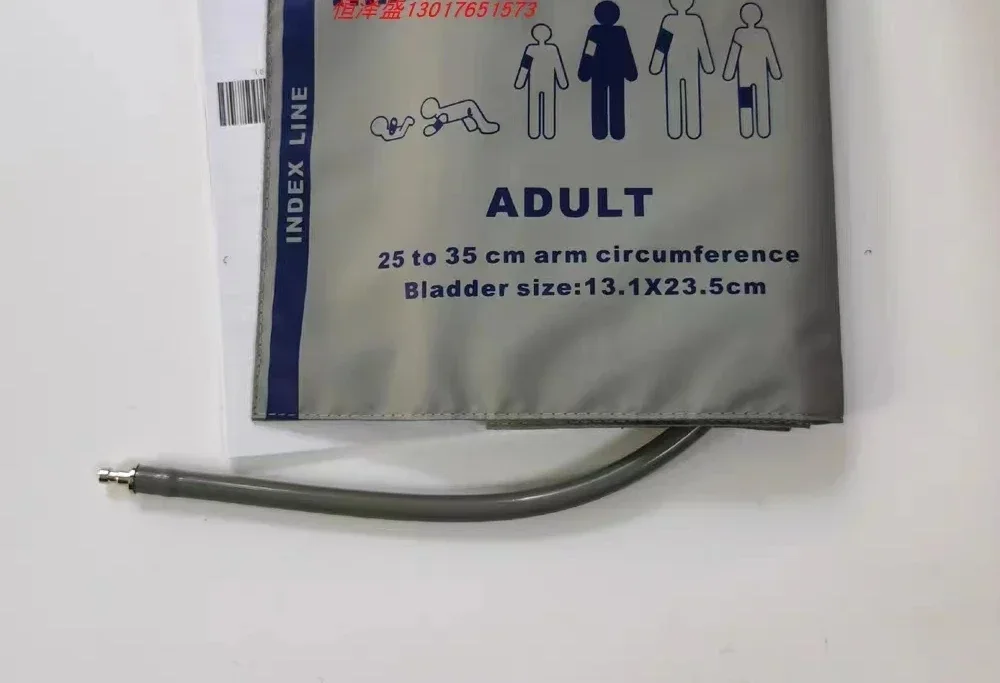 恒泽盛13017651573
INDEX LINE
ADULT
25 to 35 cm arm circumference
Bladder size:13.1X23.5cm